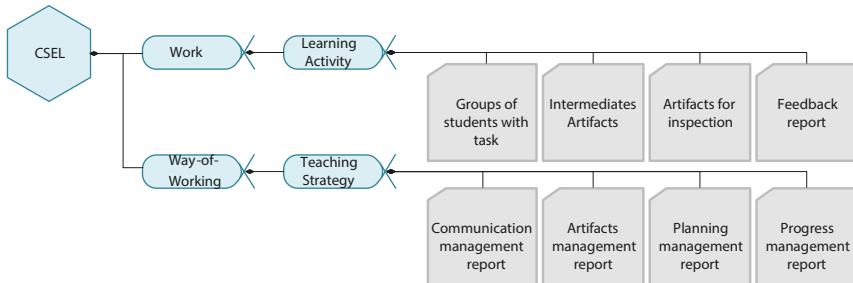 CSEL
Work
Learning
Activity
Groups of
students with
task
Intermediates
Artifacts
Artifacts for
inspection
Feedback
report
Way-of-
Working
Teaching
Strategy
Communication
management
report
Artifacts
management
report
Planning
management
report
Progress
management
report